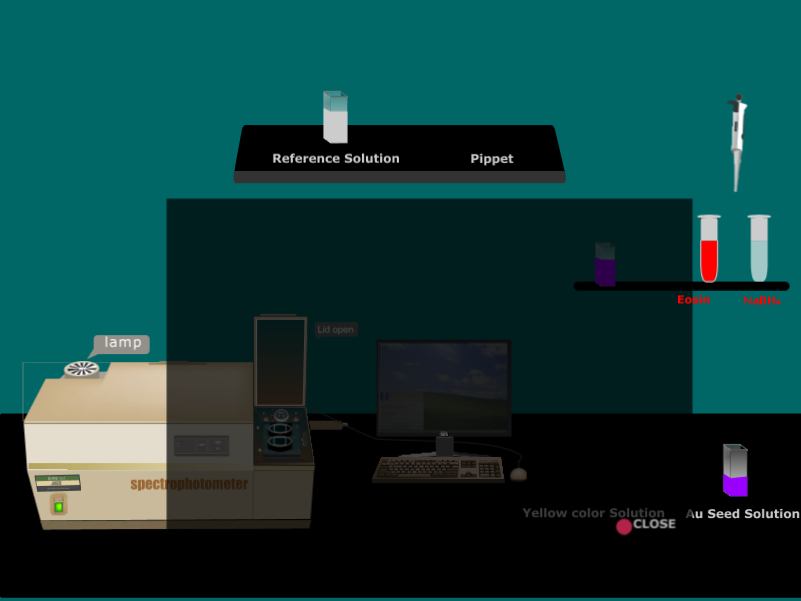 Reference Solution
Pippet
Eosin
NaBH₄
Lid open
lamp
spectrophotometer
Yellow color Solution
Au Seed Solution
CLOSE